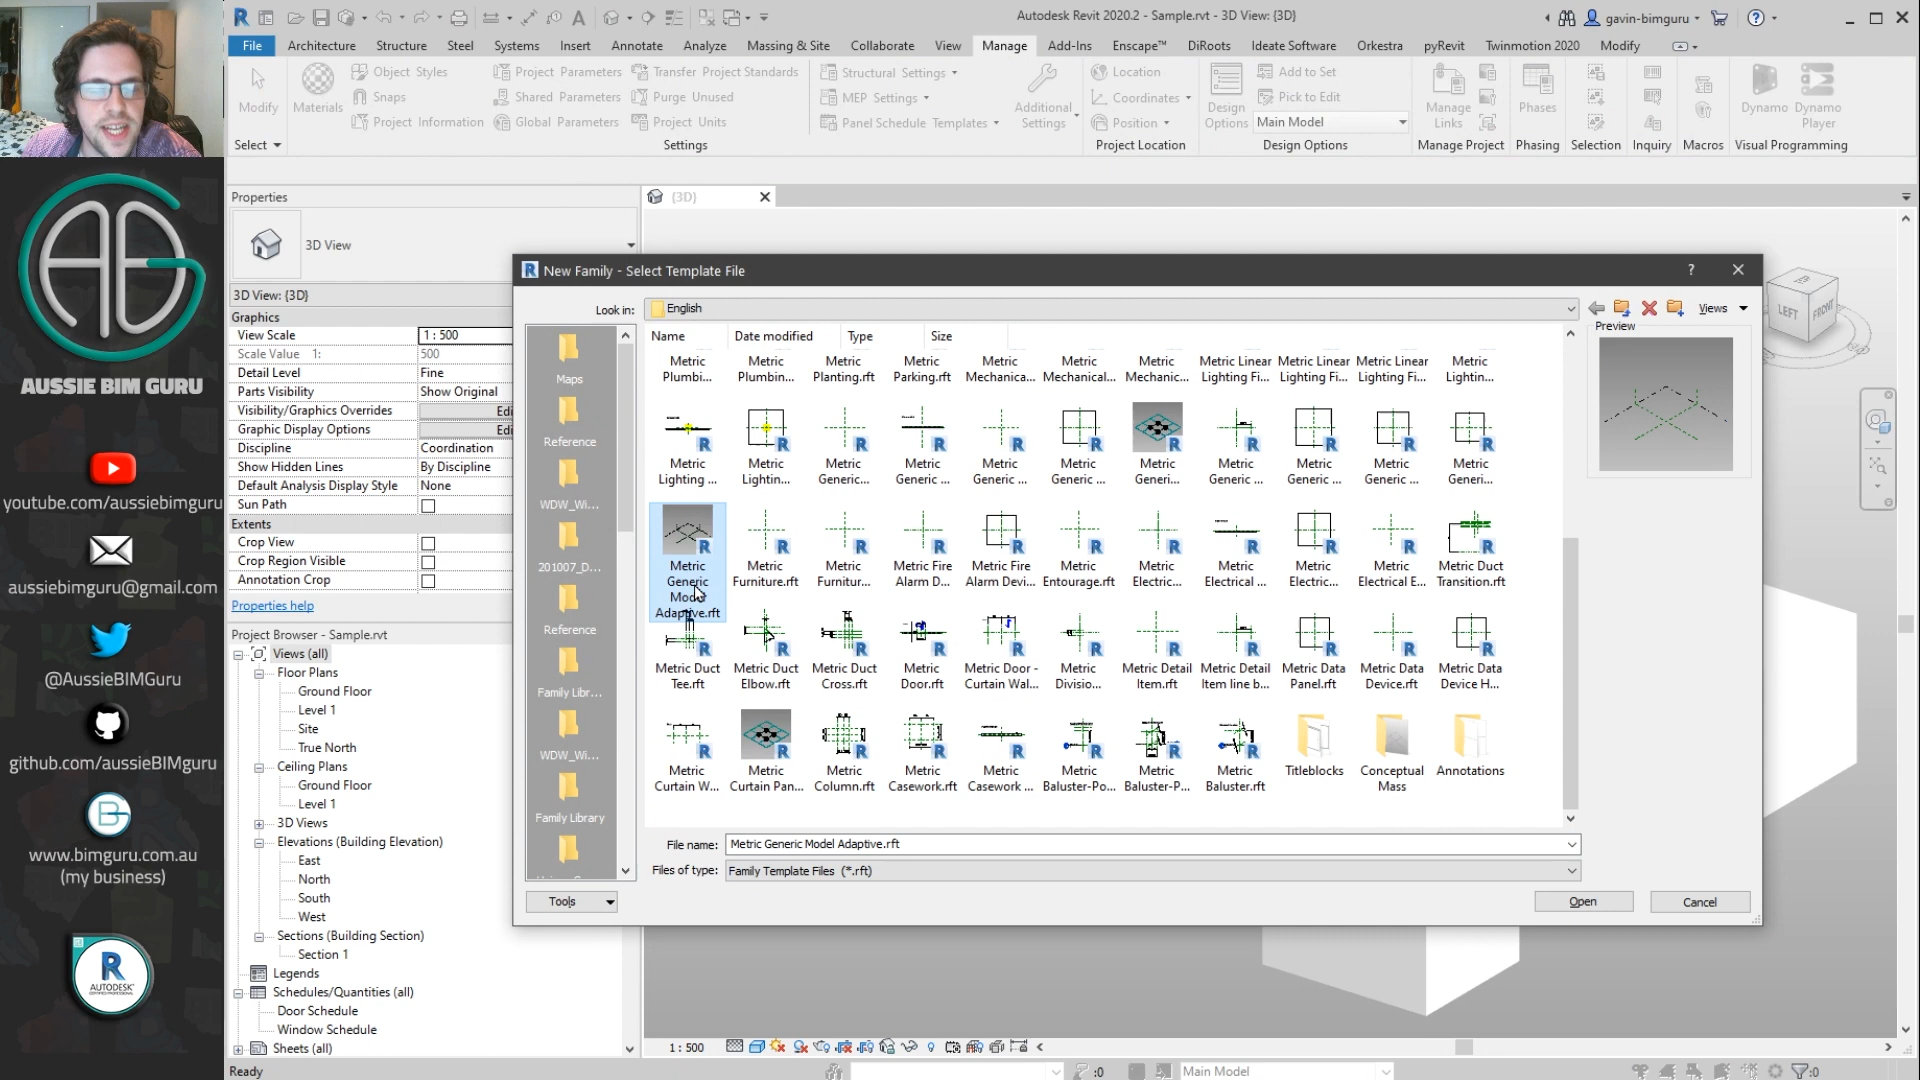 Autodesk Revit 2020.2 - Sample.rvt - 3D View: {3D}
gavin-bimguru
File
Architecture
Structure
Steel
Systems
Insert
Annotate
Analyze
Massing & Site
Collaborate
View
Manage
Add-Ins
Enscape™
DiRoots
Ideate Software
Orkestra
pyRevit
Twinmotion 2020
Modify
Modify
Materials
Object Styles
Snaps
Project Information
Project Parameters
Shared Parameters
Global Parameters
Transfer Project Standards
Purge Unused
Project Units
Structural Settings
MEP Settings
Panel Schedule Templates
Additional
Settings
Location
Coordinates
Position
Design
Options
Add to Set
Pick to Edit
Main Model
Manage
Links
Phases
Dynamo
Dynamo
Player
Select
Settings
Project Location
Design Options
Manage Project
Phasing
Selection
Inquiry
Macros
Visual Programming
AUSSIE BIM GURU
youtube.com/aussiebimguru
aussiebimguru@gmail.com
@AussieBIMGuru
github.com/aussieBIMguru
www.bimguru.com.au
(my business)
R
AUTODESK
Properties
3D View
3D View: {3D}
Graphics
View Scale 1 : 500
Scale Value 1: 500
Detail Level Fine
Parts Visibility Show Original
Visibility/Graphics Overrides Edi
Graphic Display Options Edi
Discipline Coordination
Show Hidden Lines By Discipline
Default Analysis Display Style None
Sun Path
Extents
Crop View
Crop Region Visible
Annotation Crop
Properties help
Project Browser - Sample.rvt
Views (all)
Floor Plans
Ground Floor
Level 1
Site
True North
Ceiling Plans
Ground Floor
Level 1
3D Views
Elevations (Building Elevation)
East
North
South
West
Sections (Building Section)
Section 1
Legends
Schedules/Quantities (all)
Door Schedule
Window Schedule
Sheets (all)
{3D}
LEFT
FRONT
New Family - Select Template File
Look in: English
Views
Preview
Maps
Reference
WDW_Wi...
201007_D...
Reference
Family Libr...
WDW_Wi...
Family Library
Name Date modified Type Size
Metric Plumbi...
Metric Plumbin...
Metric Planting.rft
Metric Parking.rft
Metric Mechanica...
Metric Mechanical...
Metric Mechanic...
Metric Linear Lighting Fi...
Metric Linear Lighting Fi...
Metric Linear Lighting Fi...
Metric Lightin...
Metric Lighting ...
Metric Lightin...
Metric Generic...
Metric Generic ...
Metric Generic ...
Metric Generic ...
Metric Generi...
Metric Generic ...
Metric Generic ...
Metric Generic ...
Metric Generi...
Metric Generic Model Adaptive.rft
Metric Furniture.rft
Metric Furnitur...
Metric Fire Alarm D...
Metric Fire Alarm Devi...
Metric Entourage.rft
Metric Electric...
Metric Electrical ...
Metric Electric...
Metric Electrical E...
Metric Duct Transition.rft
Metric Duct Tee.rft
Metric Duct Elbow.rft
Metric Duct Cross.rft
Metric Door.rft
Metric Door - Curtain Wal...
Metric Divisio...
Metric Detail Item.rft
Metric Detail Item line b...
Metric Data Panel.rft
Metric Data Device.rft
Metric Data Device H...
Metric Curtain W...
Metric Curtain Pan...
Metric Column.rft
Metric Casework.rft
Metric Casework ...
Metric Baluster-Po...
Metric Baluster-P...
Metric Baluster.rft
Titleblocks
Conceptual Mass
Annotations
File name: Metric Generic Model Adaptive.rft
Files of type: Family Template Files (*.rft)
Tools
Open
Cancel
1 : 500
Ready
:0
Main Model
:0